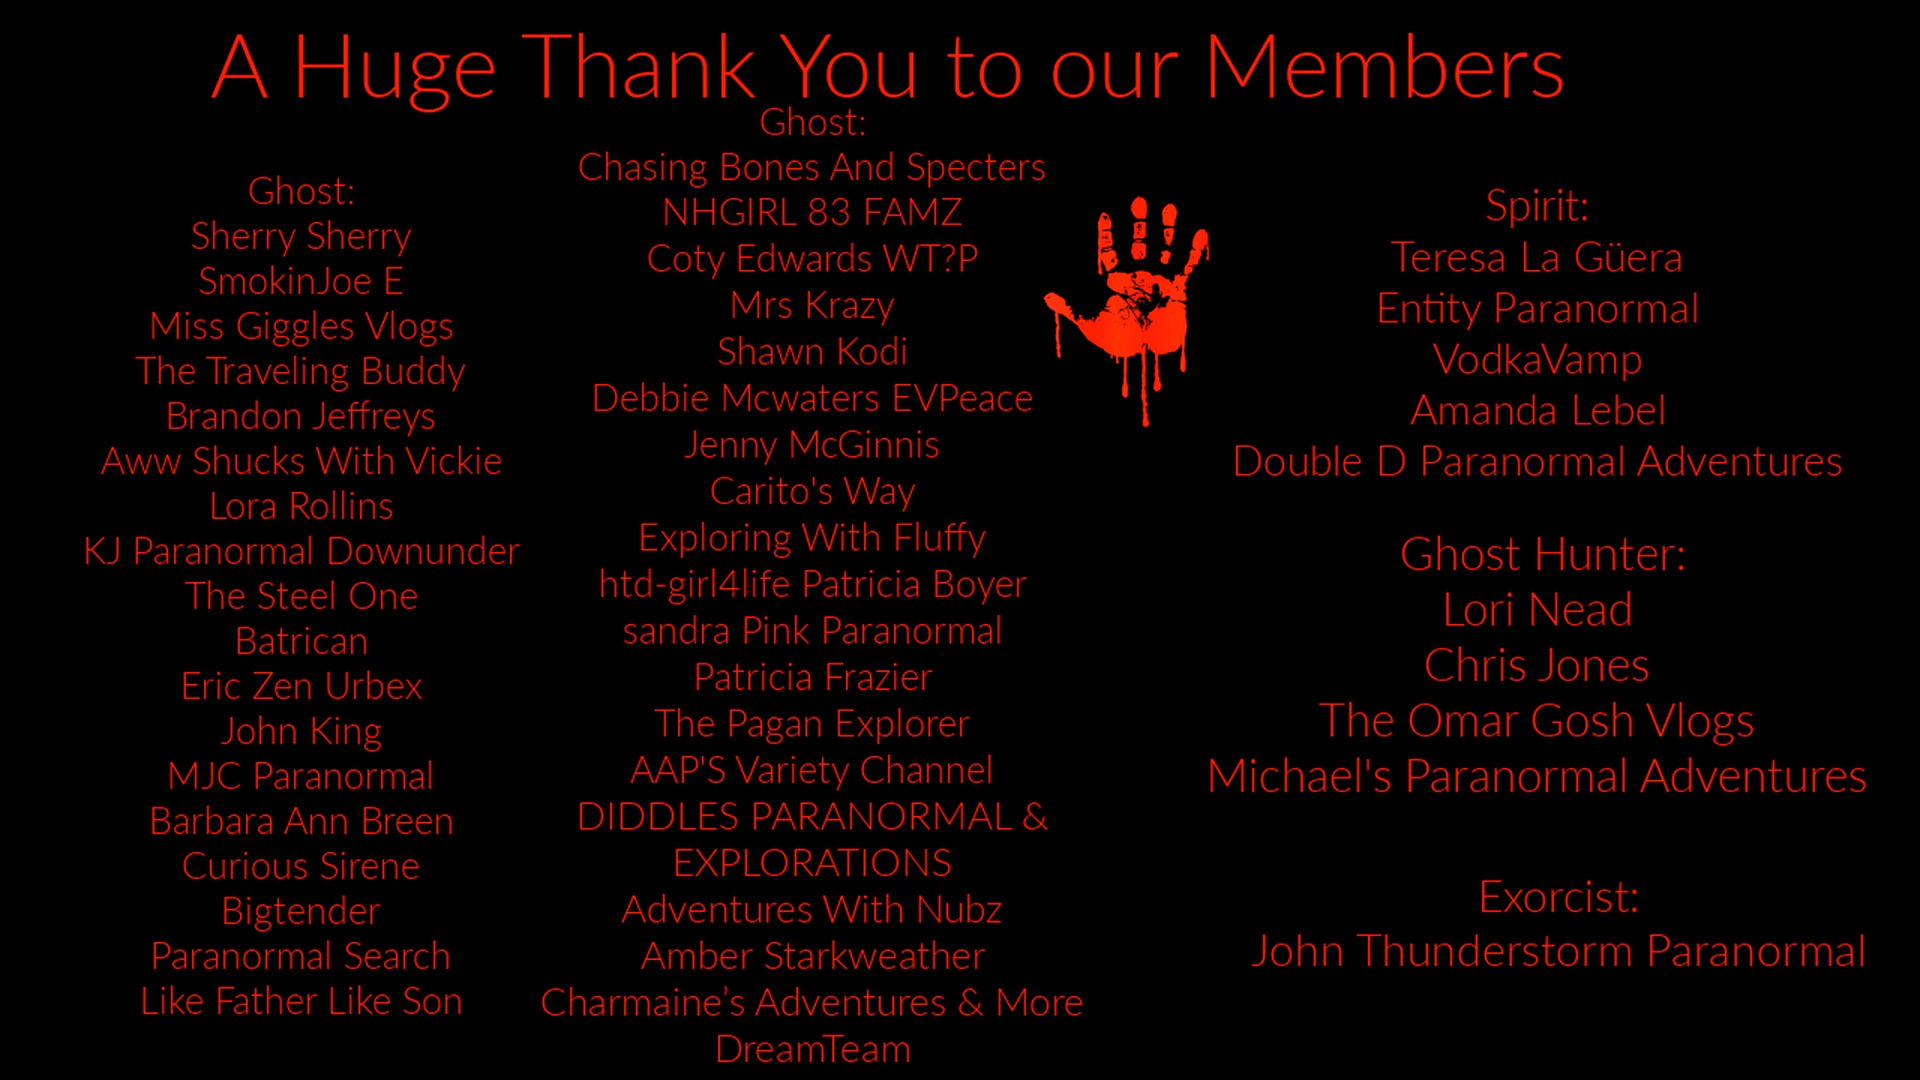 A Huge Thank You to our Members
Ghost:
Sherry Sherry
SmokinJoe E
Miss Giggles Vlogs
The Traveling Buddy
Brandon Jeffreys
Aww Shucks With Vickie
Lora Rollins
KJ Paranormal Downunder
The Steel One
Batrican
Eric Zen Urbex
John King
MJC Paranormal
Barbara Ann Breen
Curious Sirene
Bigtender
Paranormal Search
Like Father Like Son
Ghost:
Chasing Bones And Specters
NHGIRL 83 FAMZ
Coty Edwards WT?P
Mrs Krazy
Shawn Kodi
Debbie Mcwaters EVPeace
Jenny McGinnis
Carito's Way
Exploring With Fluffy
htd-girl4life Patricia Boyer
sandra Pink Paranormal
Patricia Frazier
The Pagan Explorer
AAP'S Variety Channel
DIDDLES PARANORMAL &
EXPLORATIONS
Adventures With Nubz
Amber Starkweather
Charmaine’s Adventures & More
DreamTeam
Spirit:
Teresa La Güera
Entity Paranormal
VodkaVamp
Amanda Lebel
Double D Paranormal Adventures
Ghost Hunter:
Lori Nead
Chris Jones
The Omar Gosh Vlogs
Michael's Paranormal Adventures
Exorcist:
John Thunderstorm Paranormal